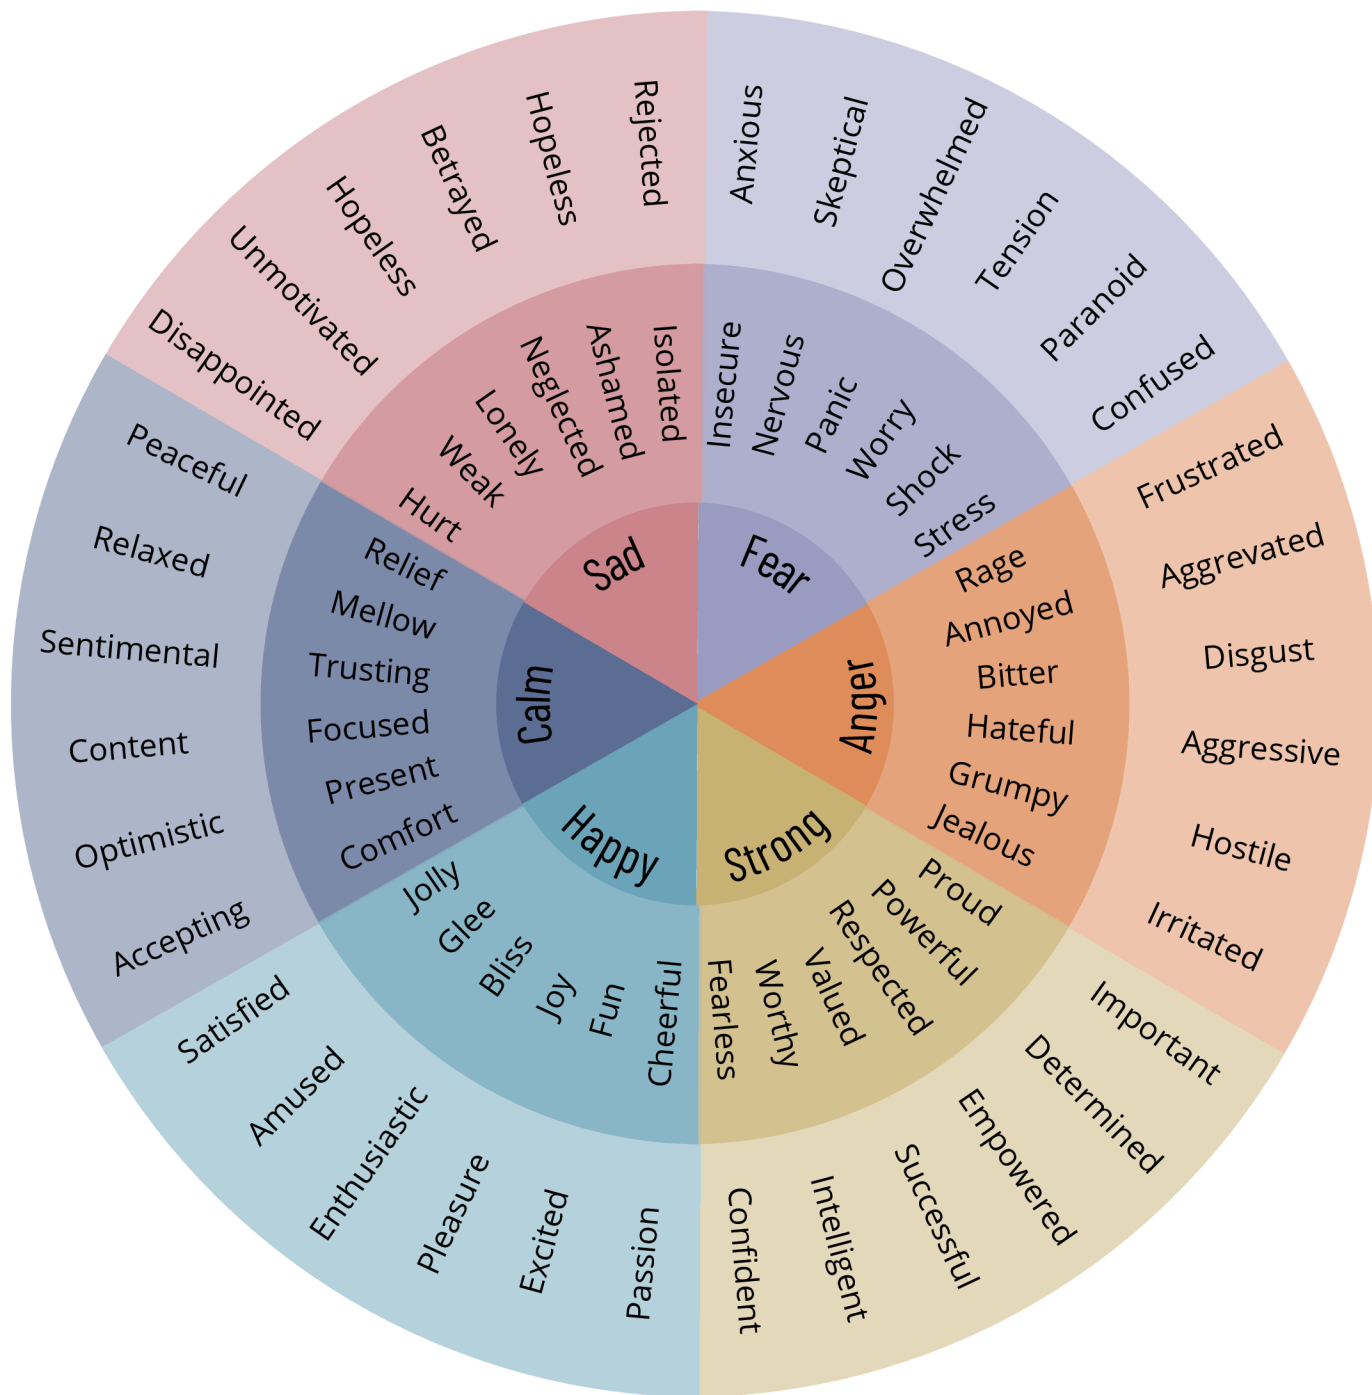 Sad
Fear
Anger
Strong
Happy
Calm
Isolated
Ashamed
Neglected
Lonely
Weak
Hurt
Insecure
Nervous
Panic
Worry
Shock
Stress
Rage
Annoyed
Bitter
Hateful
Grumpy
Jealous
Proud
Powerful
Respected
Valued
Worthy
Fearless
Cheerful
Fun
Joy
Bliss
Glee
Jolly
Comfort
Present
Focused
Trusting
Mellow
Relief
Rejected
Hopeless
Betrayed
Hopeless
Unmotivated
Disappointed
Anxious
Skeptical
Overwhelmed
Tension
Paranoid
Confused
Frustrated
Aggrevated
Disgust
Aggressive
Hostile
Irritated
Important
Determined
Empowered
Successful
Intelligent
Confident
Passion
Excited
Pleasure
Enthusiastic
Amused
Satisfied
Accepting
Optimistic
Content
Sentimental
Relaxed
Peaceful